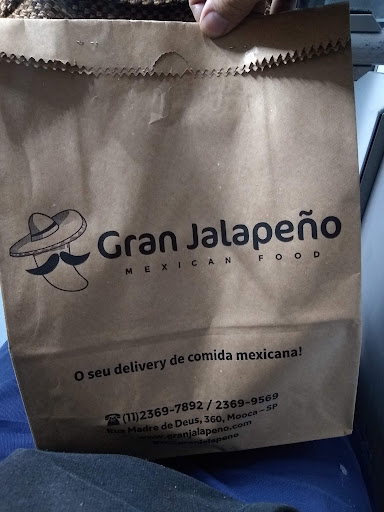 Gran Jalapeño
MEXICAN FOOD
O seu delivery de comida mexicana!
(11)2369-7892 / 2369-9569
Rua Madre de Deus, 360, Mooca - SP
www.granjalapeno.com